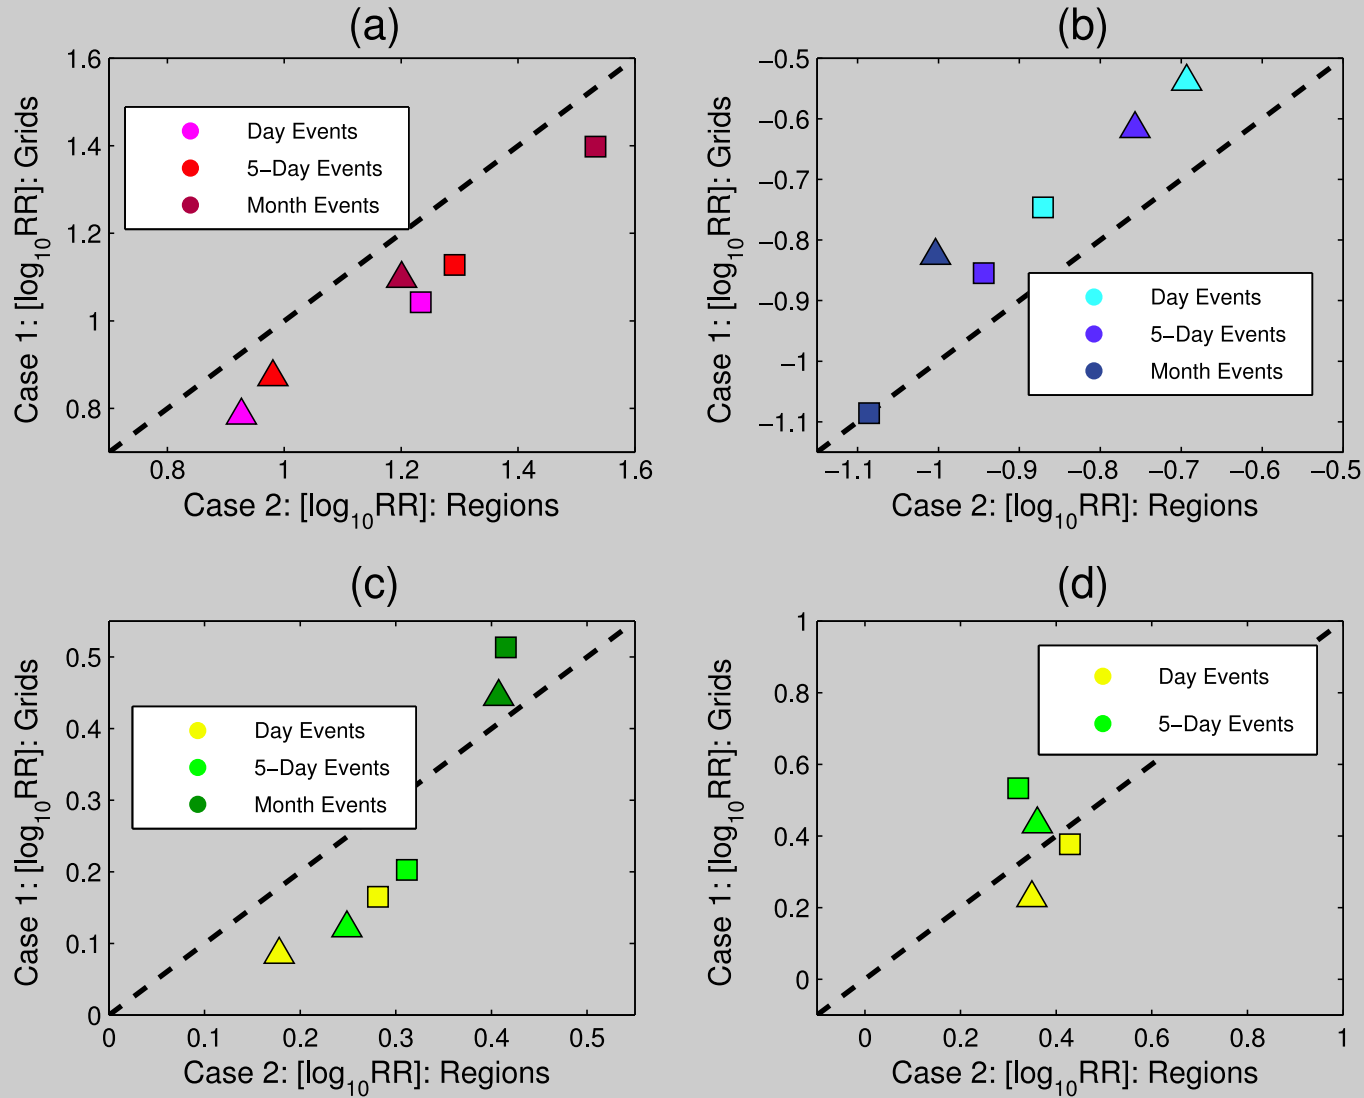 (a)
1.6
1.4
1.2
1
0.8
Case 1: [log10RR]: Grids
Day Events
5−Day Events
Month Events
0.8 1 1.2 1.4 1.6
Case 2: [log10RR]: Regions
(b)
−0.5
−0.6
−0.7
−0.8
−0.9
−1
−1.1
Case 1: [log10RR]: Grids
Day Events
5−Day Events
Month Events
−1.1 −1 −0.9 −0.8 −0.7 −0.6 −0.5
Case 2: [log10RR]: Regions
(c)
0.5
0.4
0.3
0.2
0.1
0
Case 1: [log10RR]: Grids
Day Events
5−Day Events
Month Events
0 0.1 0.2 0.3 0.4 0.5
Case 2: [log10RR]: Regions
(d)
1
0.8
0.6
0.4
0.2
0
Case 1: [log10RR]: Grids
Day Events
5−Day Events
0 0.2 0.4 0.6 0.8 1
Case 2: [log10RR]: Regions